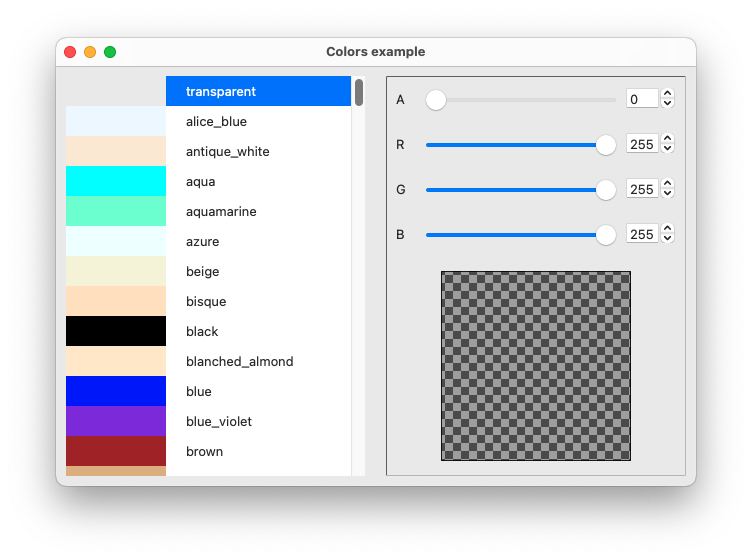 Colors example
transparent
alice_blue
antique_white
aqua
aquamarine
azure
beige
bisque
black
blanched_almond
blue
blue_violet
brown
A 0
R 255
G 255
B 255